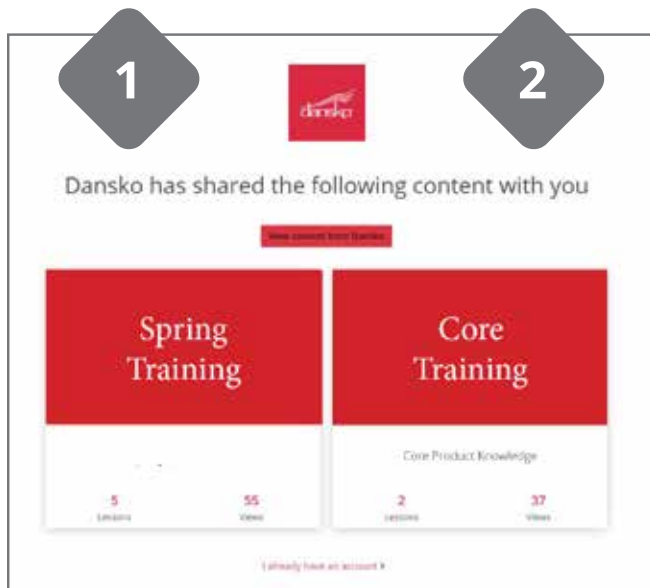 1
2
dansko
Dansko has shared the following content with you
View content from Dansko
Spring
Training
Core
Training
Core Product Knowledge
5
55
Lessons
Views
2
37
Lessons
Views
I already have an account >